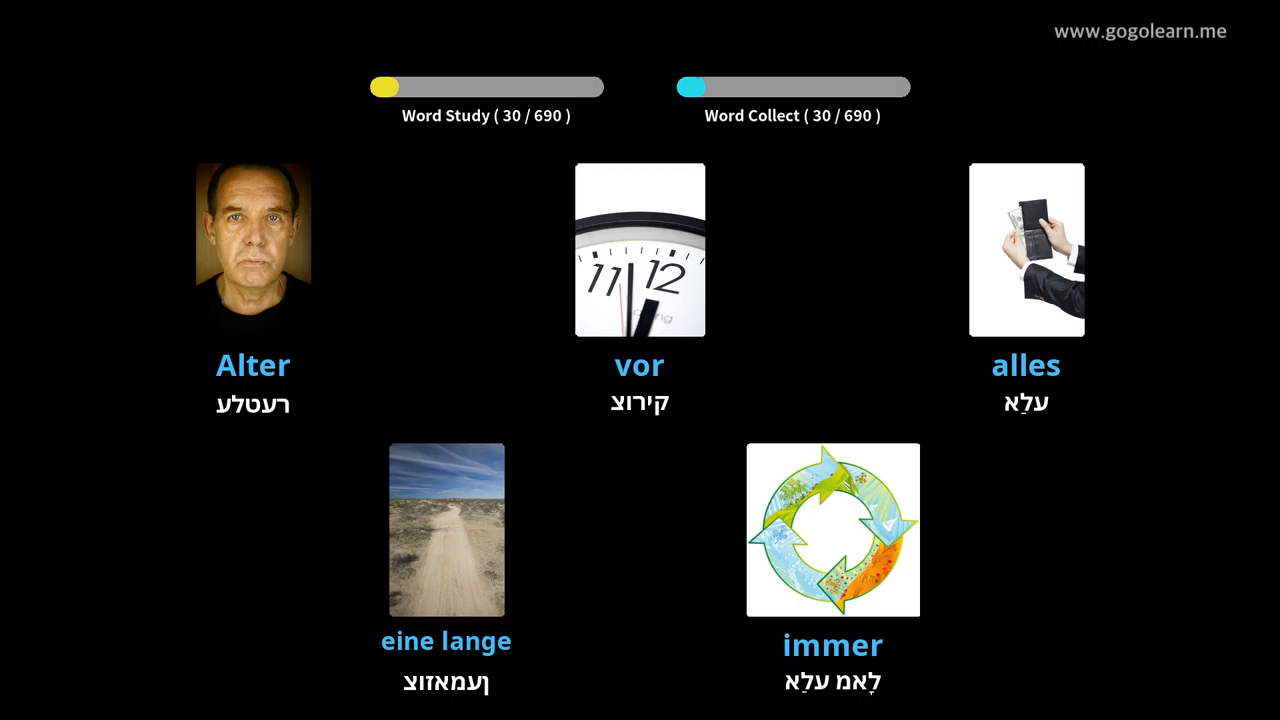 www.gogolearn.me
Word Study ( 30 / 690 )
Word Collect ( 30 / 690 )
Alter
רעטלע
vor
קירוצ
alles
עלַא
eine lange
ןעמאזוצ
immer
לָאמ עלַא